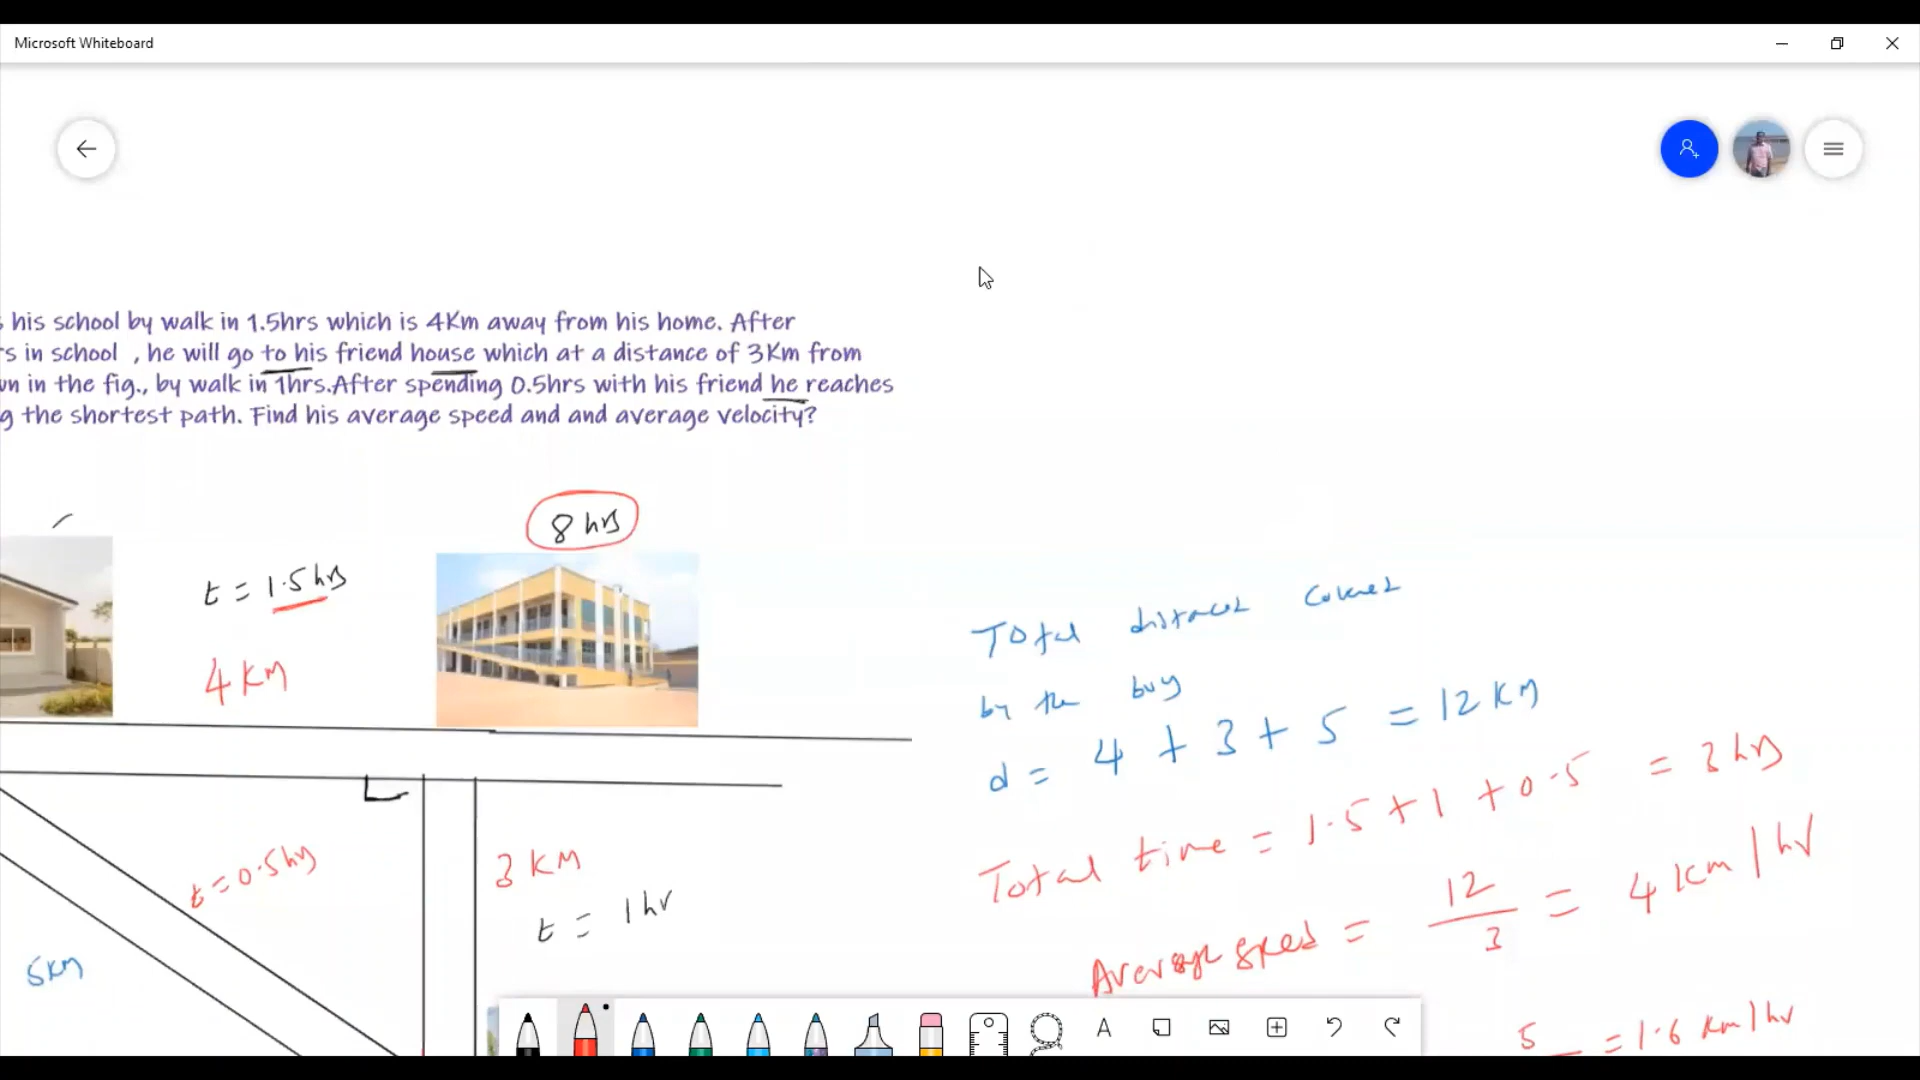 Microsoft Whiteboard
his school by walk in 1.5hrs which is 4Km away from his home. After
rs in school , he will go to his friend house which at a distance of 3Km from
wn in the fig., by walk in 1hrs.After spending 0.5hrs with his friend he reaches
g the shortest path. Find his average speed and and average velocity?
8 hrs
t = 1.5 hrs
4 KM
Total distance
by the boy
d = 4 + 3 + 5 = 12 KM
Total time = 1.5 + 1 + 0.5 = 3 hrs
t = 0.5 hrs
3 KM
t = 1 hr
Average speed = 12/3 = 4 Km / hr
5 KM
5
= 1.6 Km / hr
A